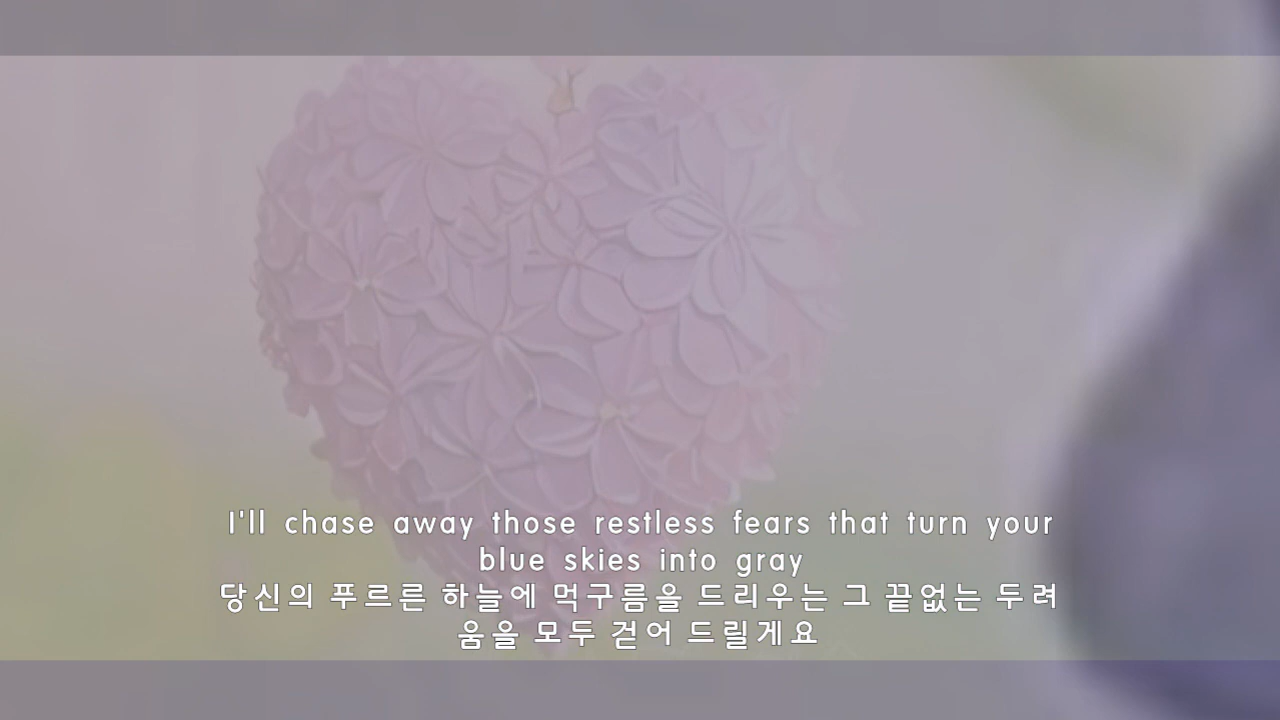 I'll chase away those restless fears that turn your
blue skies into gray
당신의 푸르른 하늘에 먹구름을 드리우는 그 끝없는 두려
움을 모두 걷어 드릴게요